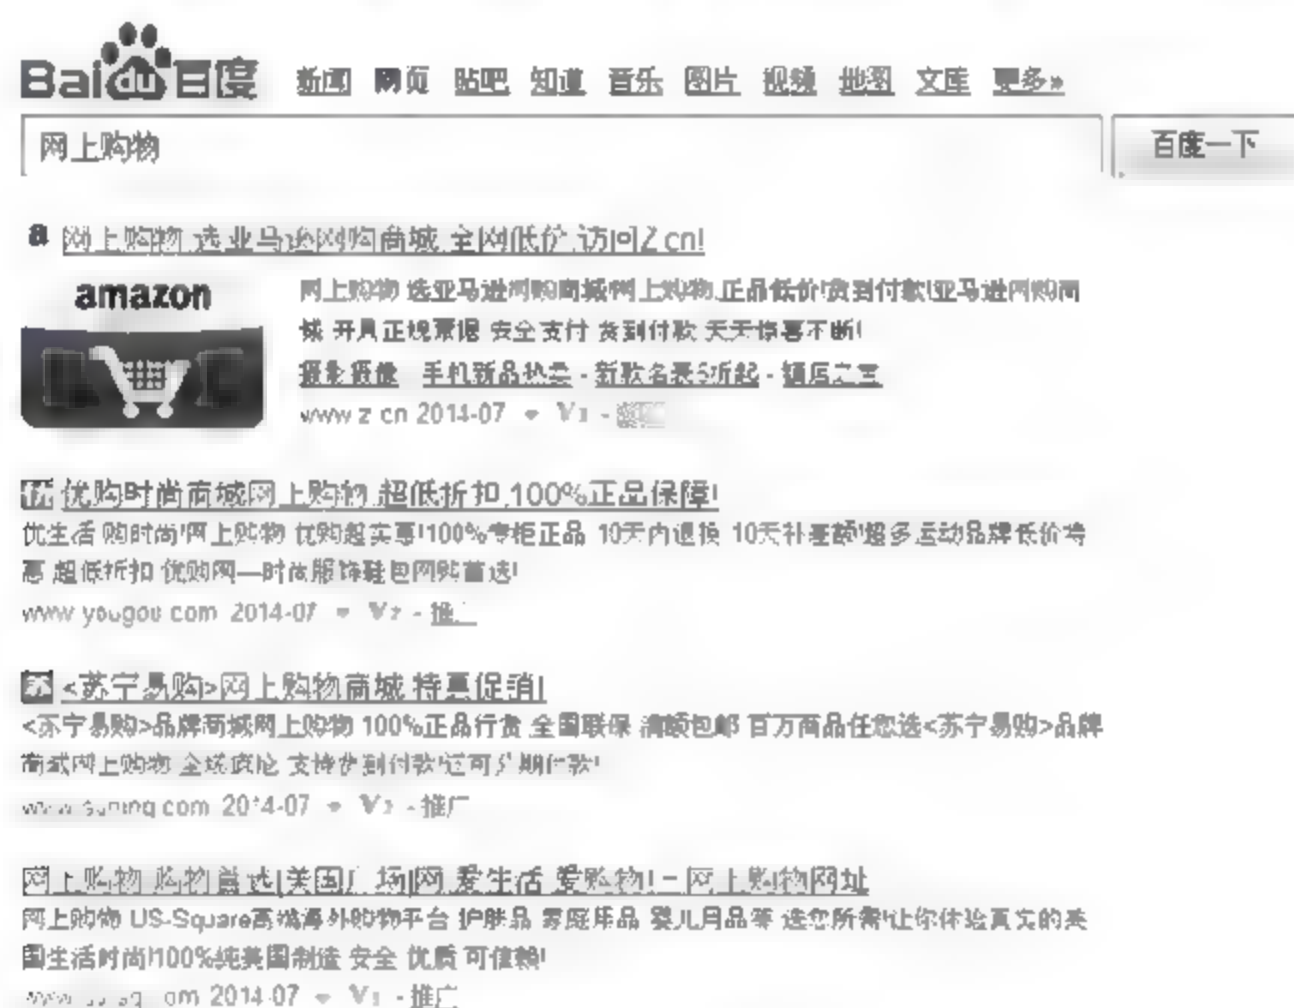 Bai du 百度 新闻 网页 贴吧 知道 音乐 图片 视频 地图 文库 更多»
网上购物 百度一下
a 网上购物 选亚马逊网购商城 全网低价 访问Z.cn!
amazon
网上购物 选亚马逊网购商城!网上购物,正品低价!货到付款!亚马逊网购商
城 开具正规票据 安全支付 货到付款 天天惊喜不断!
摄影摄像 手机新品热卖 - 新款名表5折起 - 镇店之宝
www.z.cn 2014-07 V1 -
优 优购时尚商城网上购物,超低折扣,100%正品保障!
优生活 购时尚!网上购物 优购超实惠!100%专柜正品 10天内退换 10天补差额!超多运动品牌低价特
惠 超低折扣 优购网—时尚服饰鞋包网购首选!
www.yougou.com 2014-07 V2 - 推广
苏 <苏宁易购>网上购物商城 特惠促销!
<苏宁易购>品牌商城网上购物 100%正品行货 全国联保 满额包邮 百万商品任您选<苏宁易购>品牌
商城网上购物 支持货到付款!还可分期付款!
www.suning.com 2014-07 V3 - 推广
网上购物 购物首选|美国广场|网 爱生活 爱购物! - 网上购物网址
网上购物 US-Square商城海外购物平台 护肤品 家庭用品 婴儿用品等 选您所需!让你体验真实的美
国生活时尚!100%纯美国制造 安全 优质 可信赖!
2014-07 V1 - 推广